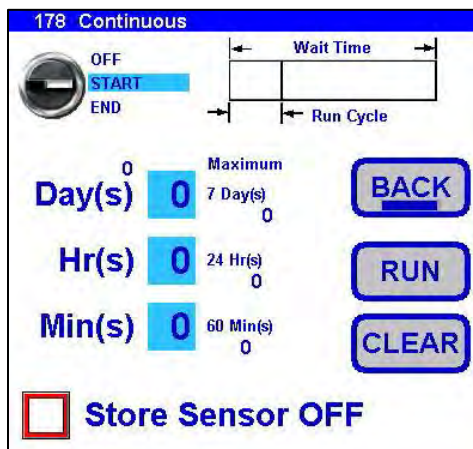 178 Continuous
OFF
START
END
Wait Time
Run Cycle
0
Maximum
Day(s) 0 7 Day(s)
0
BACK
Hr(s) 0 24 Hr(s)
0
RUN
Min(s) 0 60 Min(s)
0
CLEAR
Store Sensor OFF